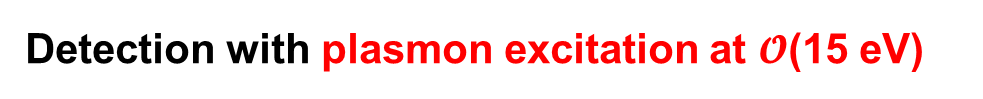 Detection with plasmon excitation at 𝒪(15 eV)